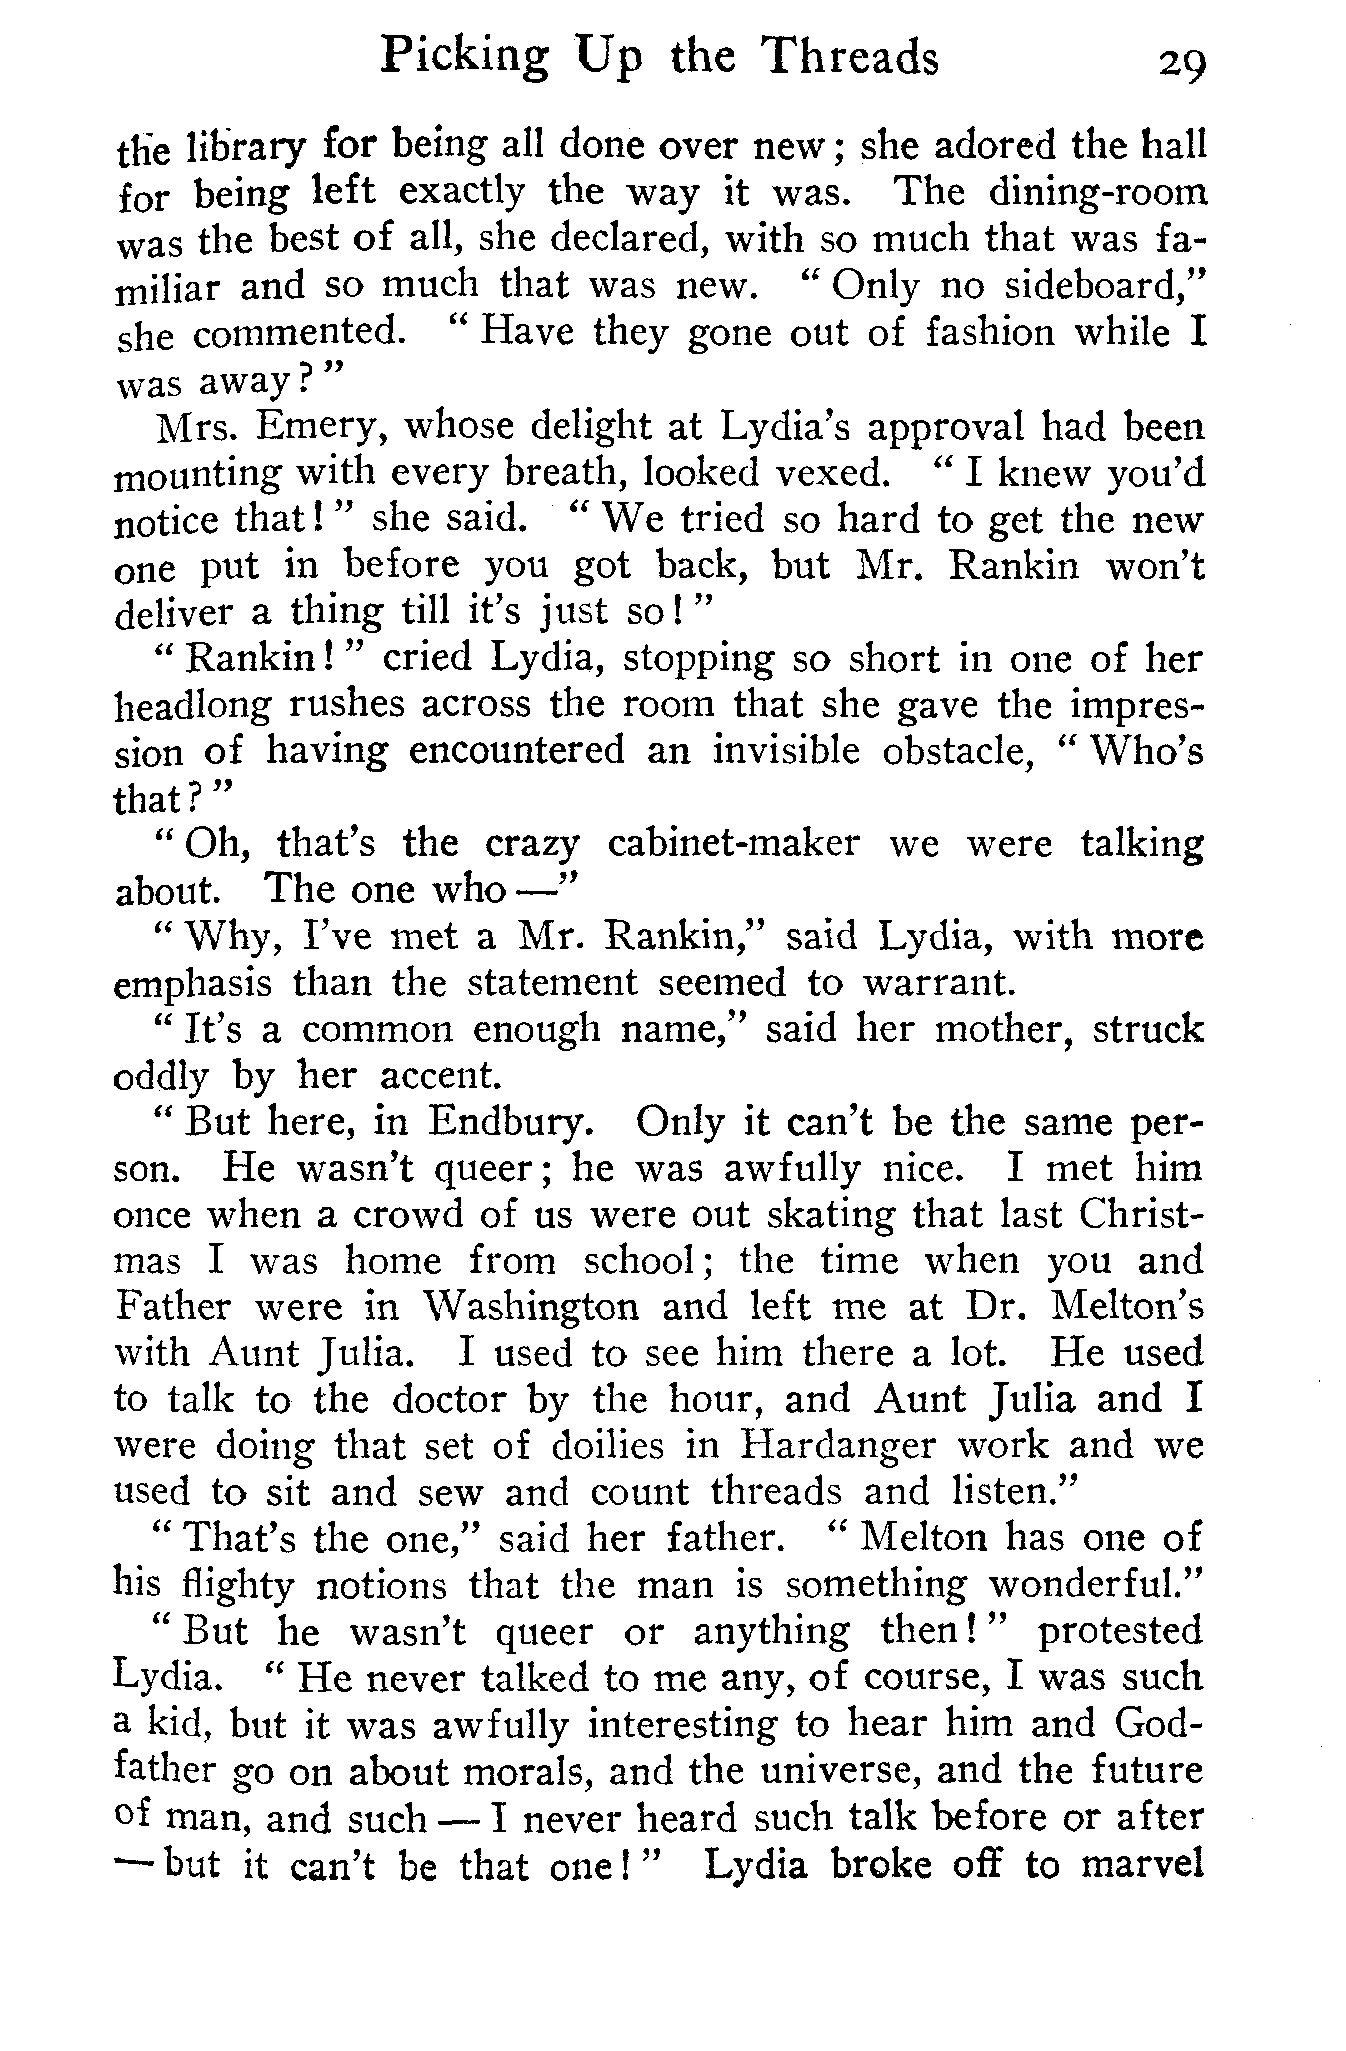 Picking Up the Threads 29
the library for being all done over new; she adored the hall
for being left exactly the way it was. The dining-room
was the best of all, she declared, with so much that was fa-
miliar and so much that was new. " Only no sideboard,"
she commented. " Have they gone out of fashion while I
was away? "
Mrs. Emery, whose delight at Lydia's approval had been
mounting with every breath, looked vexed. " I knew you'd
notice that! " she said. " We tried so hard to get the new
one put in before you got back, but Mr. Rankin won't
deliver a thing till it's just so! "
" Rankin! " cried Lydia, stopping so short in one of her
headlong rushes across the room that she gave the impres-
sion of having encountered an invisible obstacle, " Who's
that? "
" Oh, that's the crazy cabinet-maker we were talking
about. The one who —"
" Why, I've met a Mr. Rankin," said Lydia, with more
emphasis than the statement seemed to warrant.
" It's a common enough name," said her mother, struck
oddly by her accent.
" But here, in Endbury. Only it can't be the same per-
son. He wasn't queer; he was awfully nice. I met him
once when a crowd of us were out skating that last Christ-
mas I was home from school; the time when you and
Father were in Washington and left me at Dr. Melton's
with Aunt Julia. I used to see him there a lot. He used
to talk to the doctor by the hour, and Aunt Julia and I
were doing that set of doilies in Hardanger work and we
used to sit and sew and count threads and listen."
" That's the one," said her father. " Melton has one of
his flighty notions that the man is something wonderful."
" But he wasn't queer or anything then! " protested
Lydia. " He never talked to me any, of course, I was such
a kid, but it was awfully interesting to hear him and God-
father go on about morals, and the universe, and the future
of man, and such — I never heard such talk before or after
— but it can't be that one! " Lydia broke off to marvel